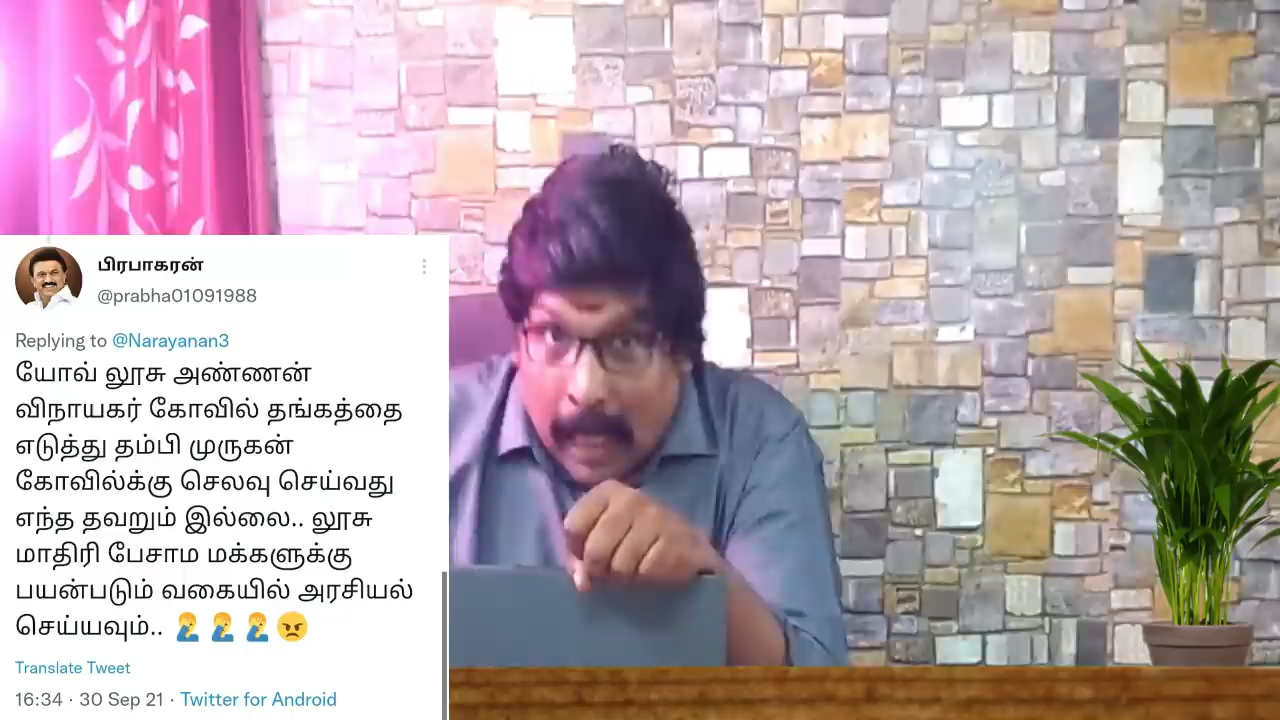 பிரபாகரன்
@prabha01091988
Replying to @Narayanan3
யோவ் லூசு அண்ணன்
விநாயகர் கோவில் தங்கத்தை
எடுத்து தம்பி முருகன்
கோவில்க்கு செலவு செய்வது
எந்த தவறும் இல்லை.. லூசு
மாதிரி பேசாம மக்களுக்கு
பயன்படும் வகையில் அரசியல்
செய்யவும்.. 🤦‍♂️🤦‍♂️🤦‍♂️😠
Translate Tweet
16:34 · 30 Sep 21 · Twitter for Android